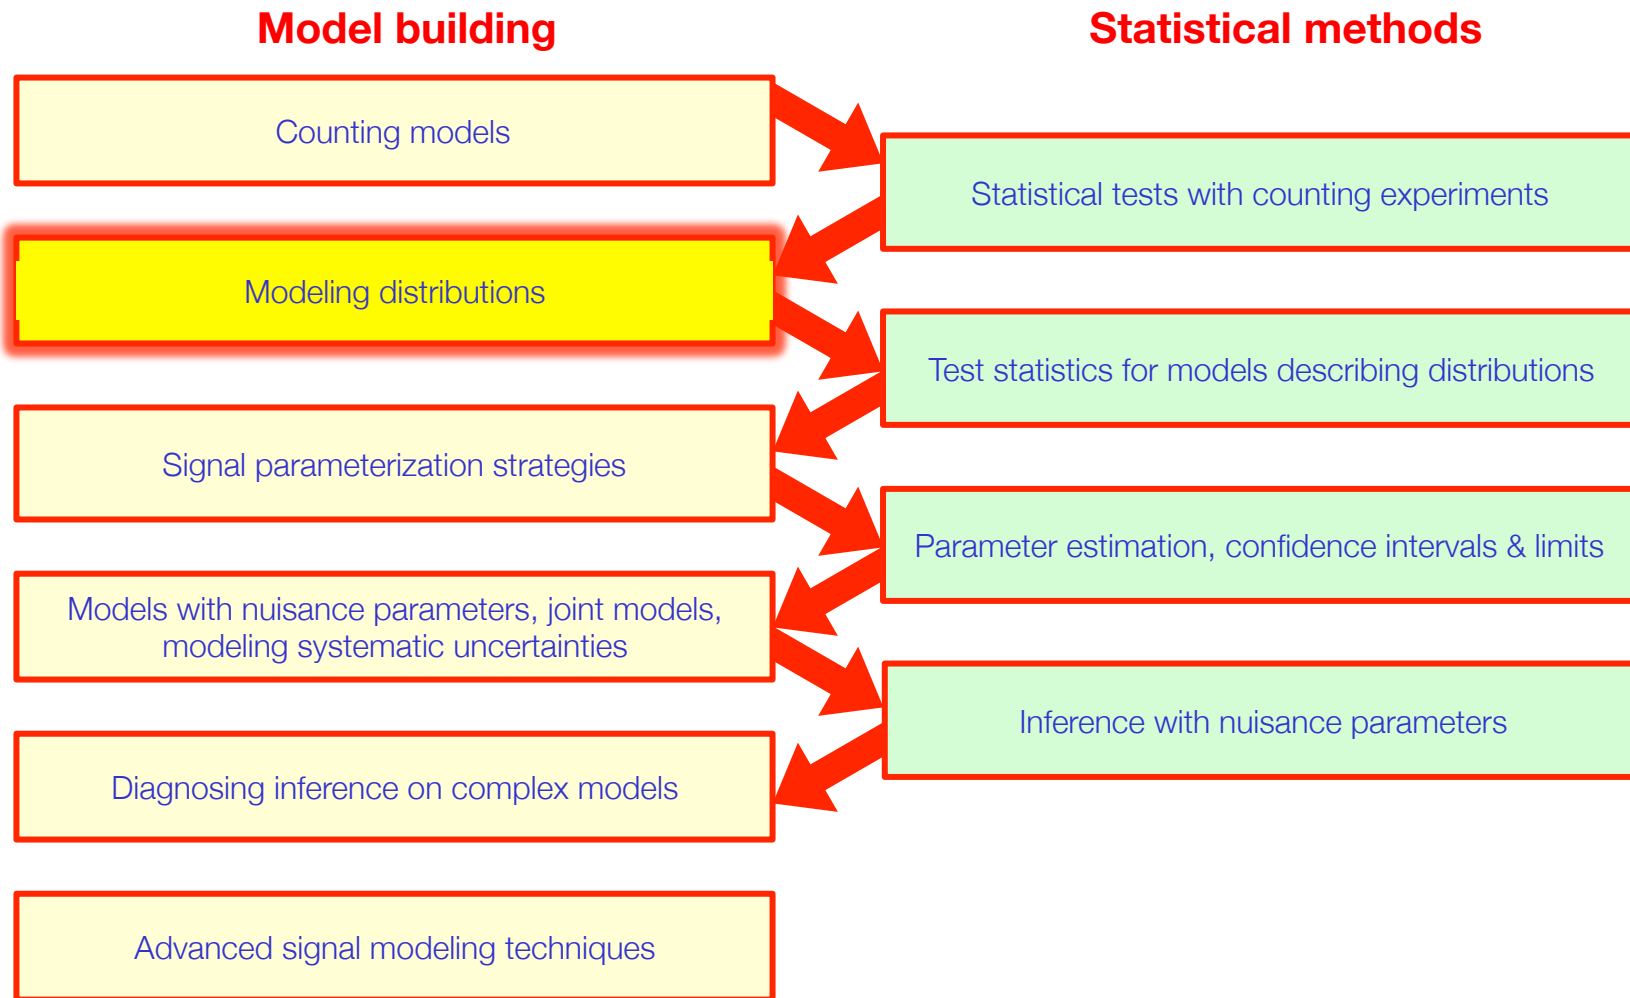 Model building
Statistical methods
Counting models
Statistical tests with counting experiments
Modeling distributions
Test statistics for models describing distributions
Signal parameterization strategies
Parameter estimation, confidence intervals & limits
Models with nuisance parameters, joint models,
modeling systematic uncertainties
Inference with nuisance parameters
Diagnosing inference on complex models
Advanced signal modeling techniques